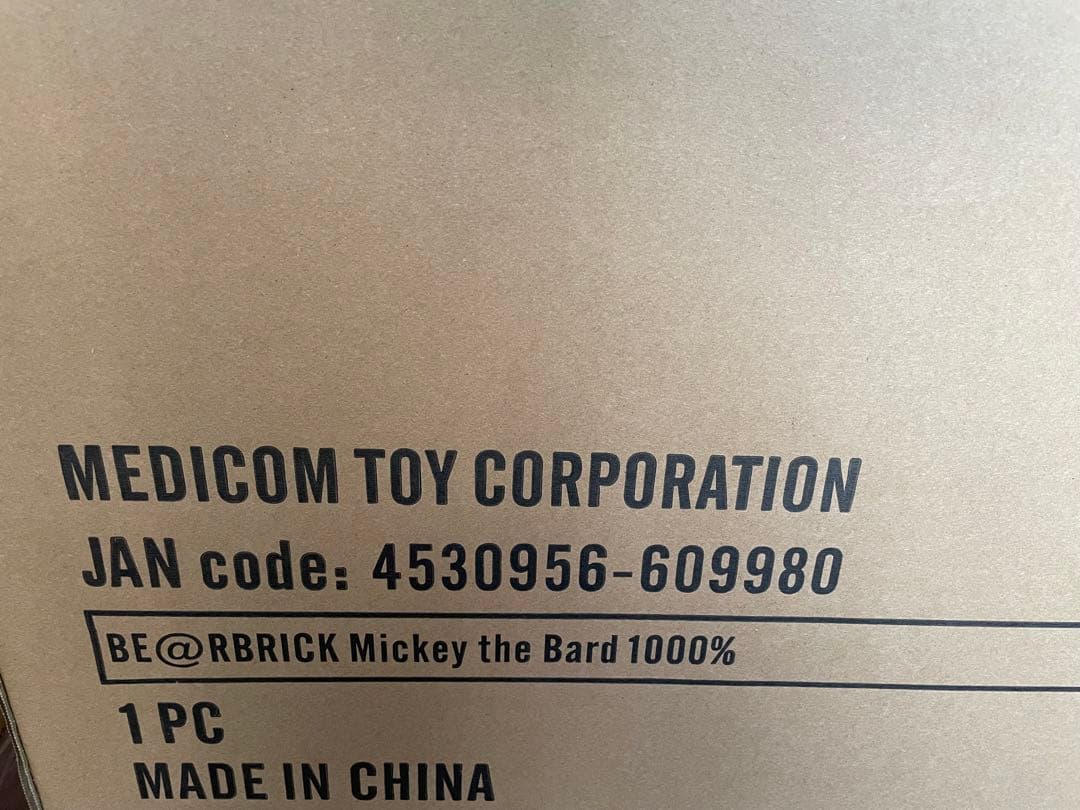 MEDICOM TOY CORPORATION
JAN code: 4530956-609980
BE@RBRICK Mickey the Bard 1000%
1 PC
MADE IN CHINA